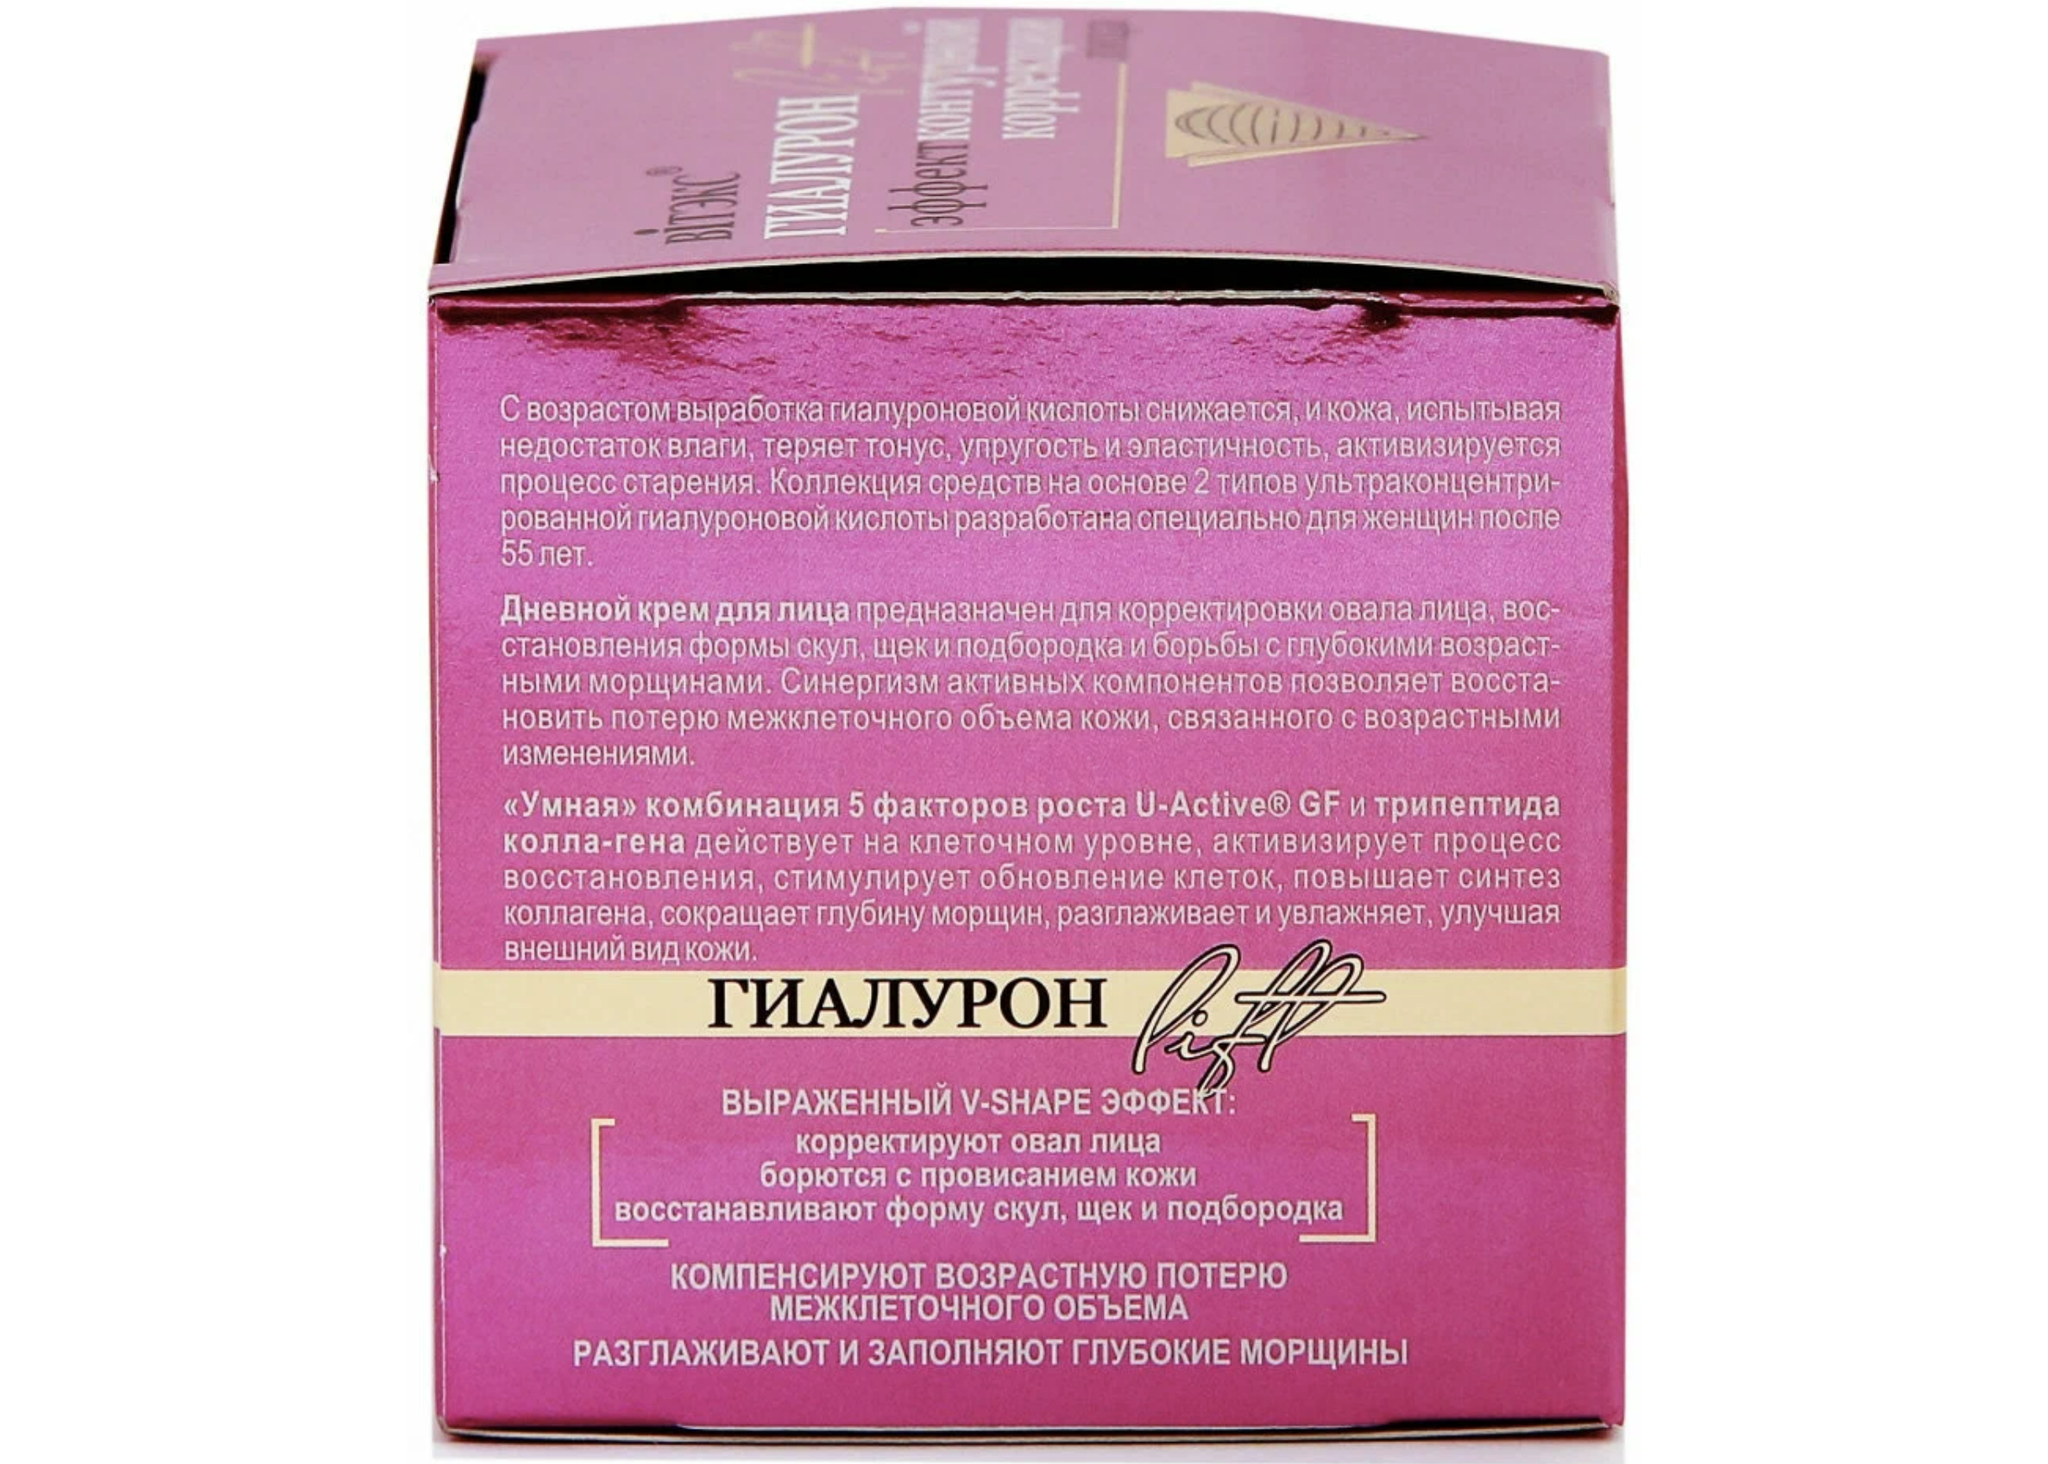 вітэкс®
ГИАЛУРОН Lift
эффект контурной
коррекции
лица
С возрастом выработка гиалуроновой кислоты снижается, и кожа, испытывая
недостаток влаги, теряет тонус, упругость и эластичность, активизируется
процесс старения. Коллекция средств на основе 2 типов ультраконцентри-
рованной гиалуроновой кислоты разработана специально для женщин после
55 лет.
Дневной крем для лица предназначен для корректировки овала лица, вос-
становления формы скул, щек и подбородка и борьбы с глубокими возраст-
ными морщинами. Синергизм активных компонентов позволяет восста-
новить потерю межклеточного объема кожи, связанного с возрастными
изменениями.
«Умная» комбинация 5 факторов роста U-Active® GF и трипептида
колла-гена действует на клеточном уровне, активизирует процесс
восстановления, стимулирует обновление клеток, повышает синтез
коллагена, сокращает глубину морщин, разглаживает и увлажняет, улучшая
внешний вид кожи.
ГИАЛУРОН lift
ВЫРАЖЕННЫЙ V-SHAPE ЭФФЕКТ:
корректируют овал лица
борются с провисанием кожи
восстанавливают форму скул, щек и подбородка
КОМПЕНСИРУЮТ ВОЗРАСТНУЮ ПОТЕРЮ
МЕЖКЛЕТОЧНОГО ОБЪЕМА
РАЗГЛАЖИВАЮТ И ЗАПОЛНЯЮТ ГЛУБОКИЕ МОРЩИНЫ